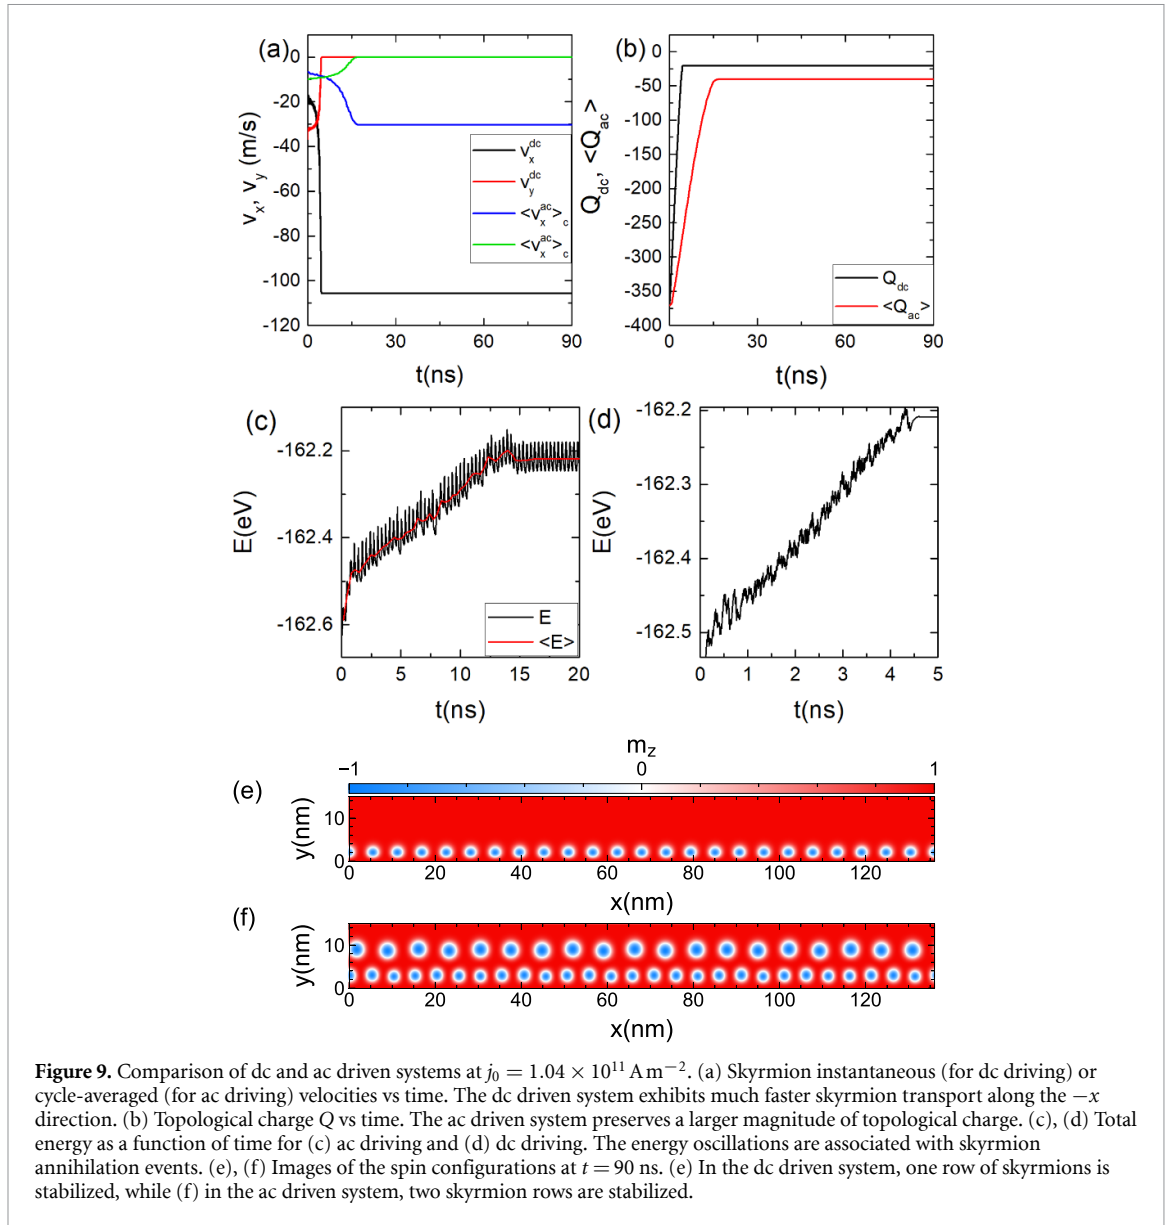 (a)
0
-20
-40
-60
-80
-100
-120
v_x, v_y (m/s)
v_x^dc
v_y^dc
<v_x^ac>_c
<v_x^ac>_c
0 30 60 90
t(ns)
(b)
0
-50
-100
-150
-200
-250
-300
-350
-400
Q_dc, <Q_ac>
Q_dc
<Q_ac>
0 30 60 90
t(ns)
(c)
-162.2
-162.4
-162.6
E(eV)
E
<E>
0 5 10 15 20
t(ns)
(d)
-162.2
-162.3
-162.4
-162.5
E(eV)
0 1 2 3 4 5
t(ns)
m_z
−1 0 1
(e)
y(nm)
10
0
0 20 40 60 80 100 120
x(nm)
(f)
y(nm)
10
0
0 20 40 60 80 100 120
x(nm)
Figure 9. Comparison of dc and ac driven systems at j_0 = 1.04 × 10^11 A m^−2. (a) Skyrmion instantaneous (for dc driving) or
cycle-averaged (for ac driving) velocities vs time. The dc driven system exhibits much faster skyrmion transport along the −x
direction. (b) Topological charge Q vs time. The ac driven system preserves a larger magnitude of topological charge. (c), (d) Total
energy as a function of time for (c) ac driving and (d) dc driving. The energy oscillations are associated with skyrmion
annihilation events. (e), (f) Images of the spin configurations at t = 90 ns. (e) In the dc driven system, one row of skyrmions is
stabilized, while (f) in the ac driven system, two skyrmion rows are stabilized.